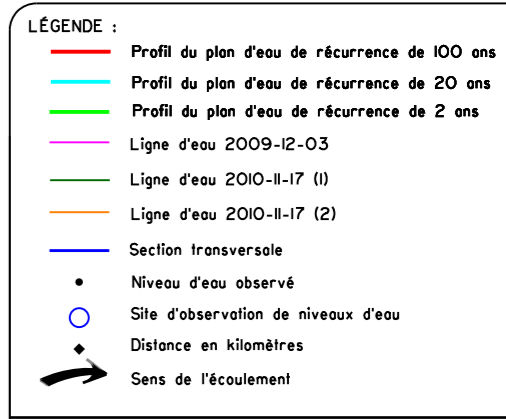 LÉGENDE :
Profil du plan d'eau de récurrence de 100 ans
Profil du plan d'eau de récurrence de 20 ans
Profil du plan d'eau de récurrence de 2 ans
Ligne d'eau 2009-12-03
Ligne d'eau 2010-11-17 (1)
Ligne d'eau 2010-11-17 (2)
Section transversale
Niveau d'eau observé
Site d'observation de niveaux d'eau
Distance en kilomètres
Sens de l'écoulement